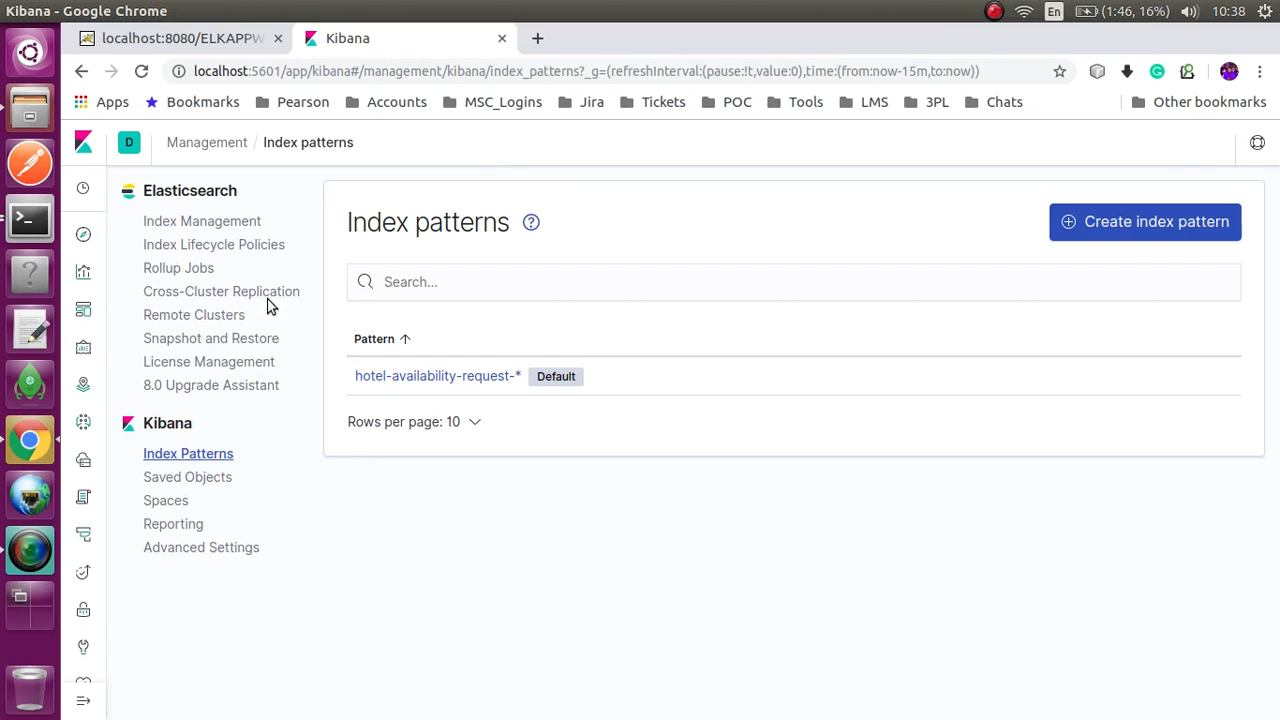 Kibana - Google Chrome
En
(1:46, 16%)
10:38
localhost:8080/ELKAPPW
Kibana
localhost:5601/app/kibana#/management/kibana/index_patterns?_g=(refreshInterval:(pause:!t,value:0),time:(from:now-15m,to:now))
Apps
Bookmarks
Pearson
Accounts
MSC_Logins
Jira
Tickets
POC
Tools
LMS
3PL
Chats
Other bookmarks
D
Management / Index patterns
Elasticsearch
Index Management
Index Lifecycle Policies
Rollup Jobs
Cross-Cluster Replication
Remote Clusters
Snapshot and Restore
License Management
8.0 Upgrade Assistant
Kibana
Index Patterns
Saved Objects
Spaces
Reporting
Advanced Settings
Index patterns
Create index pattern
Search...
Pattern
hotel-availability-request-* Default
Rows per page: 10